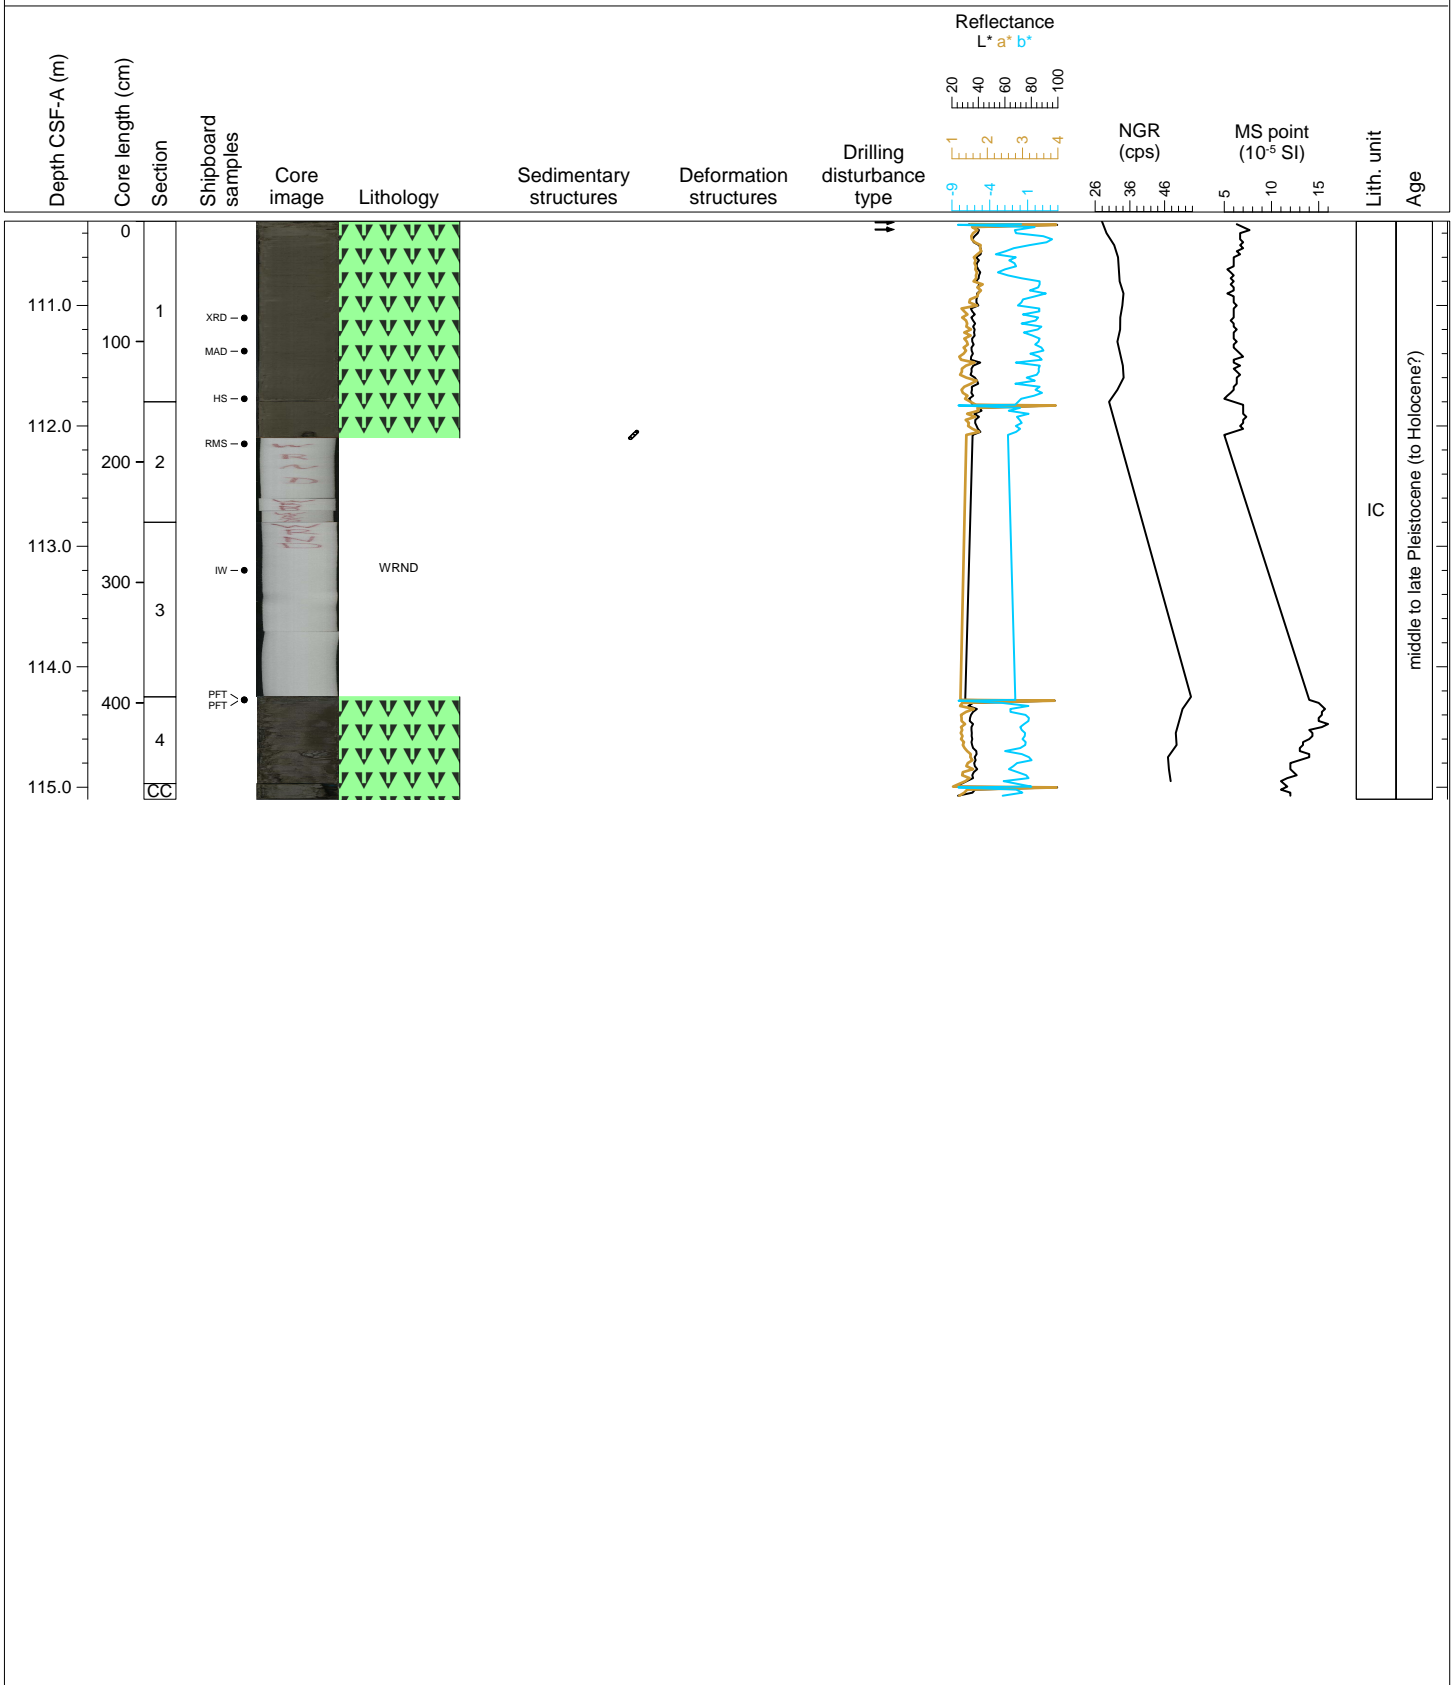 Depth CSF-A (m)
Core length (cm)
Section
Shipboard
samples
Core
image
Lithology
Sedimentary
structures
Deformation
structures
Drilling
disturbance
type
Reflectance
L* a* b*
20 40 60 80 100
1 2 3 4
-9 -4 1
NGR
(cps)
26 36 46
MS point
(10-5 SI)
5 10 15
Lith. unit
Age
0
111.0
1
XRD
100
MAD
HS
112.0
RMS
200
2
IC
middle to late Pleistocene (to Holocene?)
113.0
IW
WRND
300
3
114.0
PFT
400
PFT
4
115.0
CC